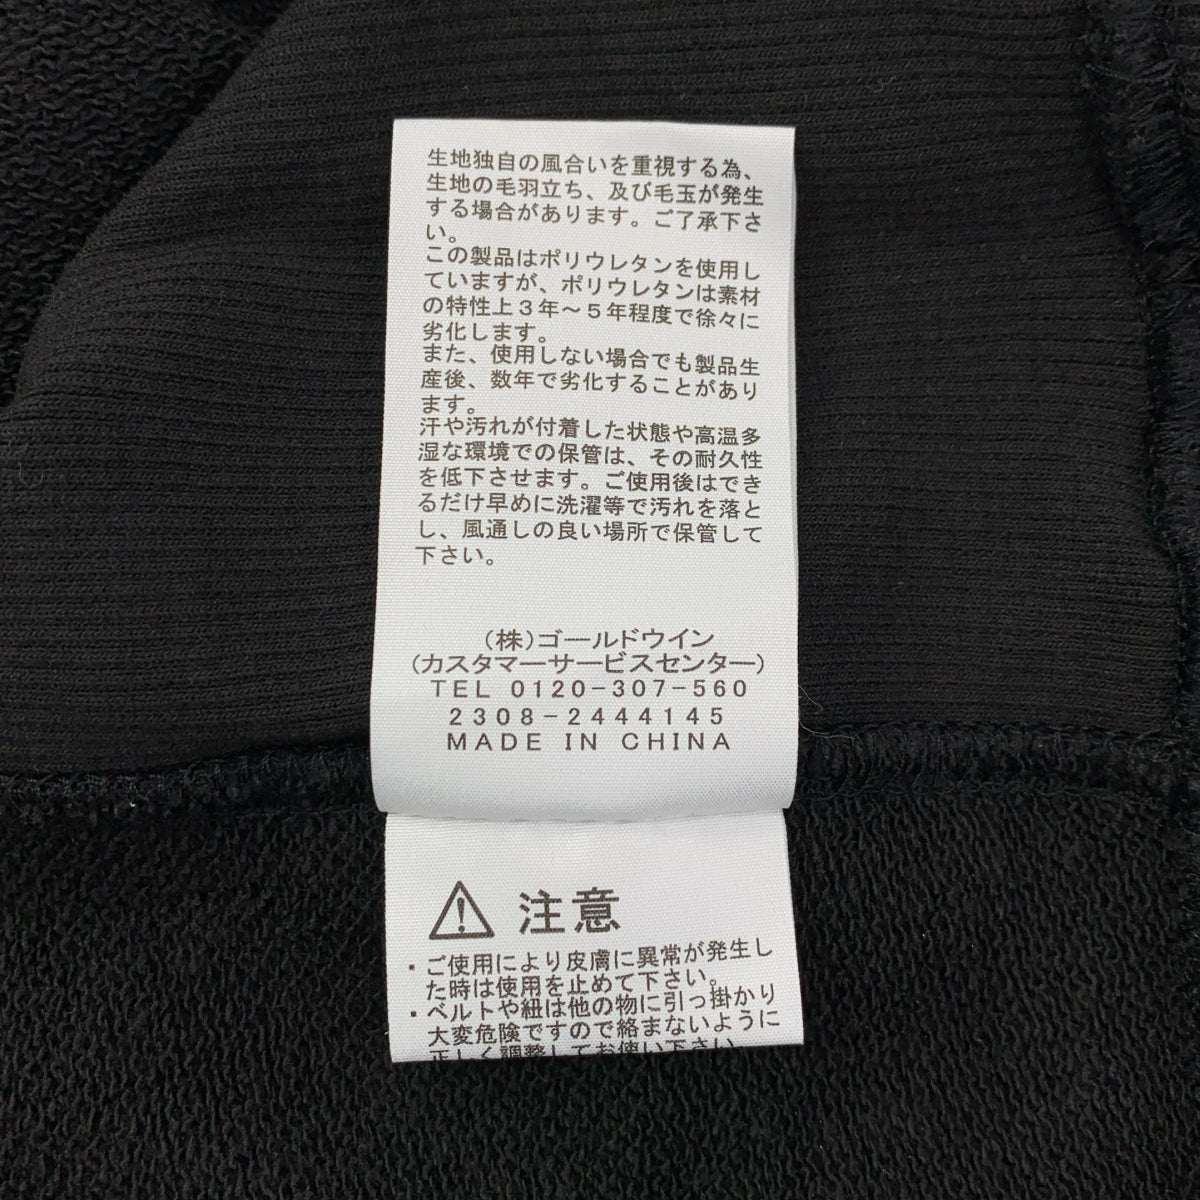 生地独自の風合いを重視する為、
生地の毛羽立ち、及び毛玉が発生
する場合があります。ご了承下さ
い。
この製品はポリウレタンを使用し
ていますが、ポリウレタンは素材
の特性上３年～５年程度で徐々に
劣化します。
また、使用しない場合でも製品生
産後、数年で劣化することがあり
ます。
汗や汚れが付着した状態や高温多
湿な環境での保管は、その耐久性
を低下させます。ご使用後はでき
るだけ早めに洗濯等で汚れを落と
し、風通しの良い場所で保管して
下さい。
（株）ゴールドウイン
（カスタマーサービスセンター）
TEL 0120-307-560
2308-2444145
MADE IN CHINA
注意
・ご使用により皮膚に異常が発生し
た時は使用を止めて下さい。
・ベルトや紐は他の物に引っ掛かり
大変危険ですので絡まないように
正しく調整してお使い下さい。